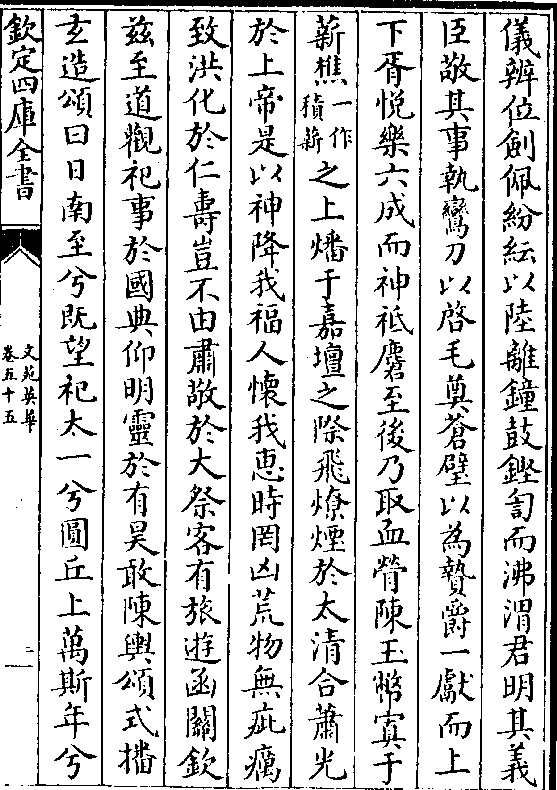 儀辨位劍佩紛紜以陸離鐘鼓鏗訇而沸渭君明其義
臣敬其事執鸞刀以啓毛奠蒼璧以為贄爵一獻而上
下胥悅樂六成而神祇麕至後乃取血膋陳玉幣寘于
薪樵一作積薪之上燔于嘉壇之際飛燎煙於太清合蕭光
於上帝是以神降我福人懷我惠時罔凶荒物無疵癘
致洪化於仁壽豈不由肅敬於大祭客有旅遊函關欽
兹至道觀祀事於國典仰明靈於有昊敢陳輿頌式播
玄造頌曰日南至兮既望祀太一兮圓丘上萬斯年兮
欽定四庫全書
文苑英華
卷五十五
二